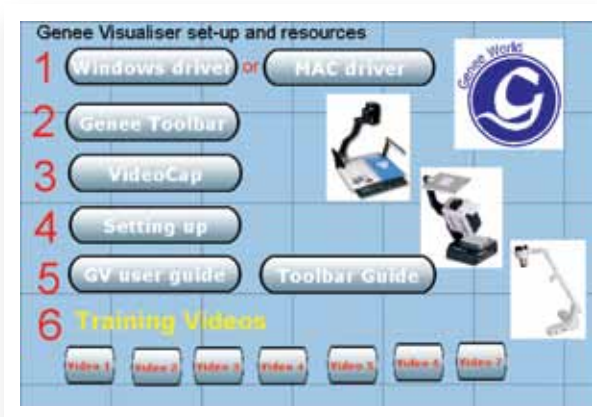 Genee Visualiser set-up and resources
Genee World
G
1 Windows driver or MAC driver
2 Genee Toolbar
3 VideoCap
4 Setting up
5 GV user guide Toolbar Guide
6 Training Videos
Video 1 Video 2 Video 3 Video 4 Video 5 Video 6 Video 7